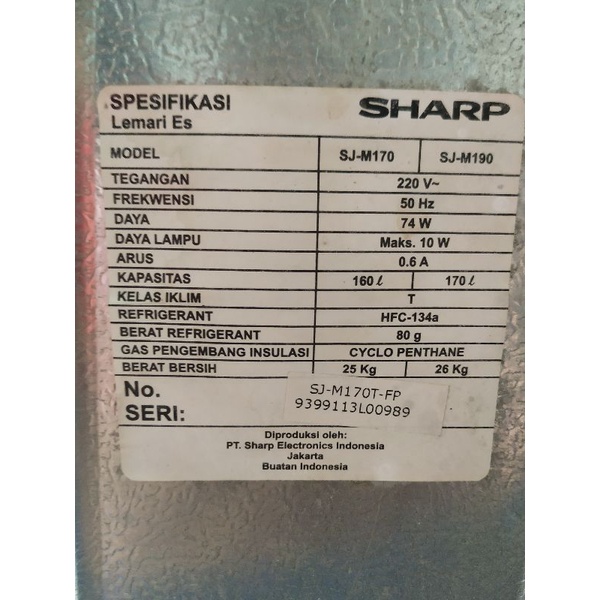 SPESIFIKASI SHARP
Lemari Es
MODEL SJ-M170 SJ-M190
TEGANGAN 220 V~
FREKWENSI 50 Hz
DAYA 74 W
DAYA LAMPU Maks. 10 W
ARUS 0.6 A
KAPASITAS 160 ℓ 170 ℓ
KELAS IKLIM T
REFRIGERANT HFC-134a
BERAT REFRIGERANT 80 g
GAS PENGEMBANG INSULASI CYCLO PENTHANE
BERAT BERSIH 25 Kg 26 Kg
No. SJ-M170T-FP
SERI: 9399113L00989
Diproduksi oleh:
PT. Sharp Electronics Indonesia
Jakarta
Buatan Indonesia